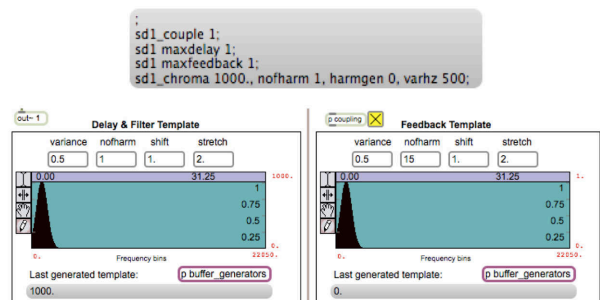 ;
sd1_couple 1;
sd1 maxdelay 1;
sd1 maxfeedback 1;
sd1_chroma 1000., nofharm 1, harmgen 0, varhz 500;
out~ 1
Delay & Filter Template
variance nofharm shift stretch
0.5 1 1. 2.
0.00 31.25 1000.
1
0.75
0.5
0.25
0.
0. Frequency bins 22050.
Last generated template: p buffer_generators
1000.
p coupling
Feedback Template
variance nofharm shift stretch
0.5 15 1. 2.
0.00 31.25 1.
1
0.75
0.5
0.25
0.
0. Frequency bins 22050.
Last generated template: p buffer_generators
0.